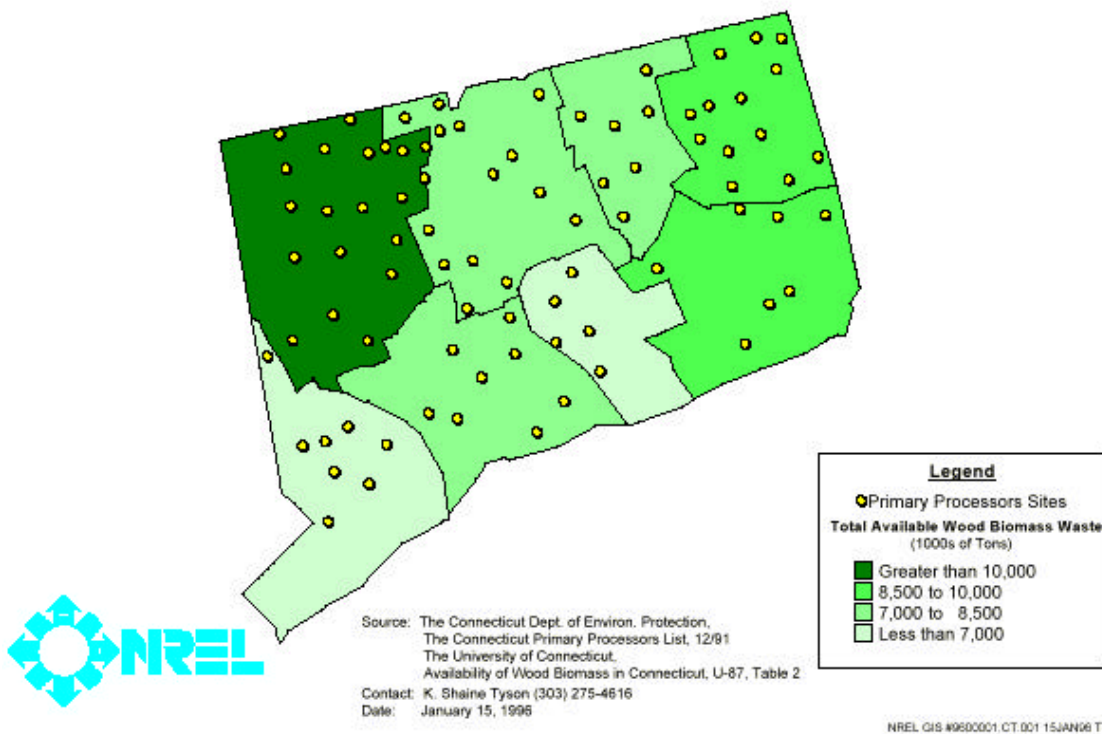 Legend
Primary Processors Sites
Total Available Wood Biomass Waste
(1000s of Tons)
Greater than 10,000
8,500 to 10,000
7,000 to 8,500
Less than 7,000
NREL
Source: The Connecticut Dept. of Environ. Protection,
The Connecticut Primary Processors List, 12/91
The University of Connecticut,
Availability of Wood Biomass in Connecticut, U-87, Table 2
Contact: K. Shaine Tyson (303) 275-4616
Date: January 15, 1996
NREL GIS #9600001.CT.001 15JAN96 T